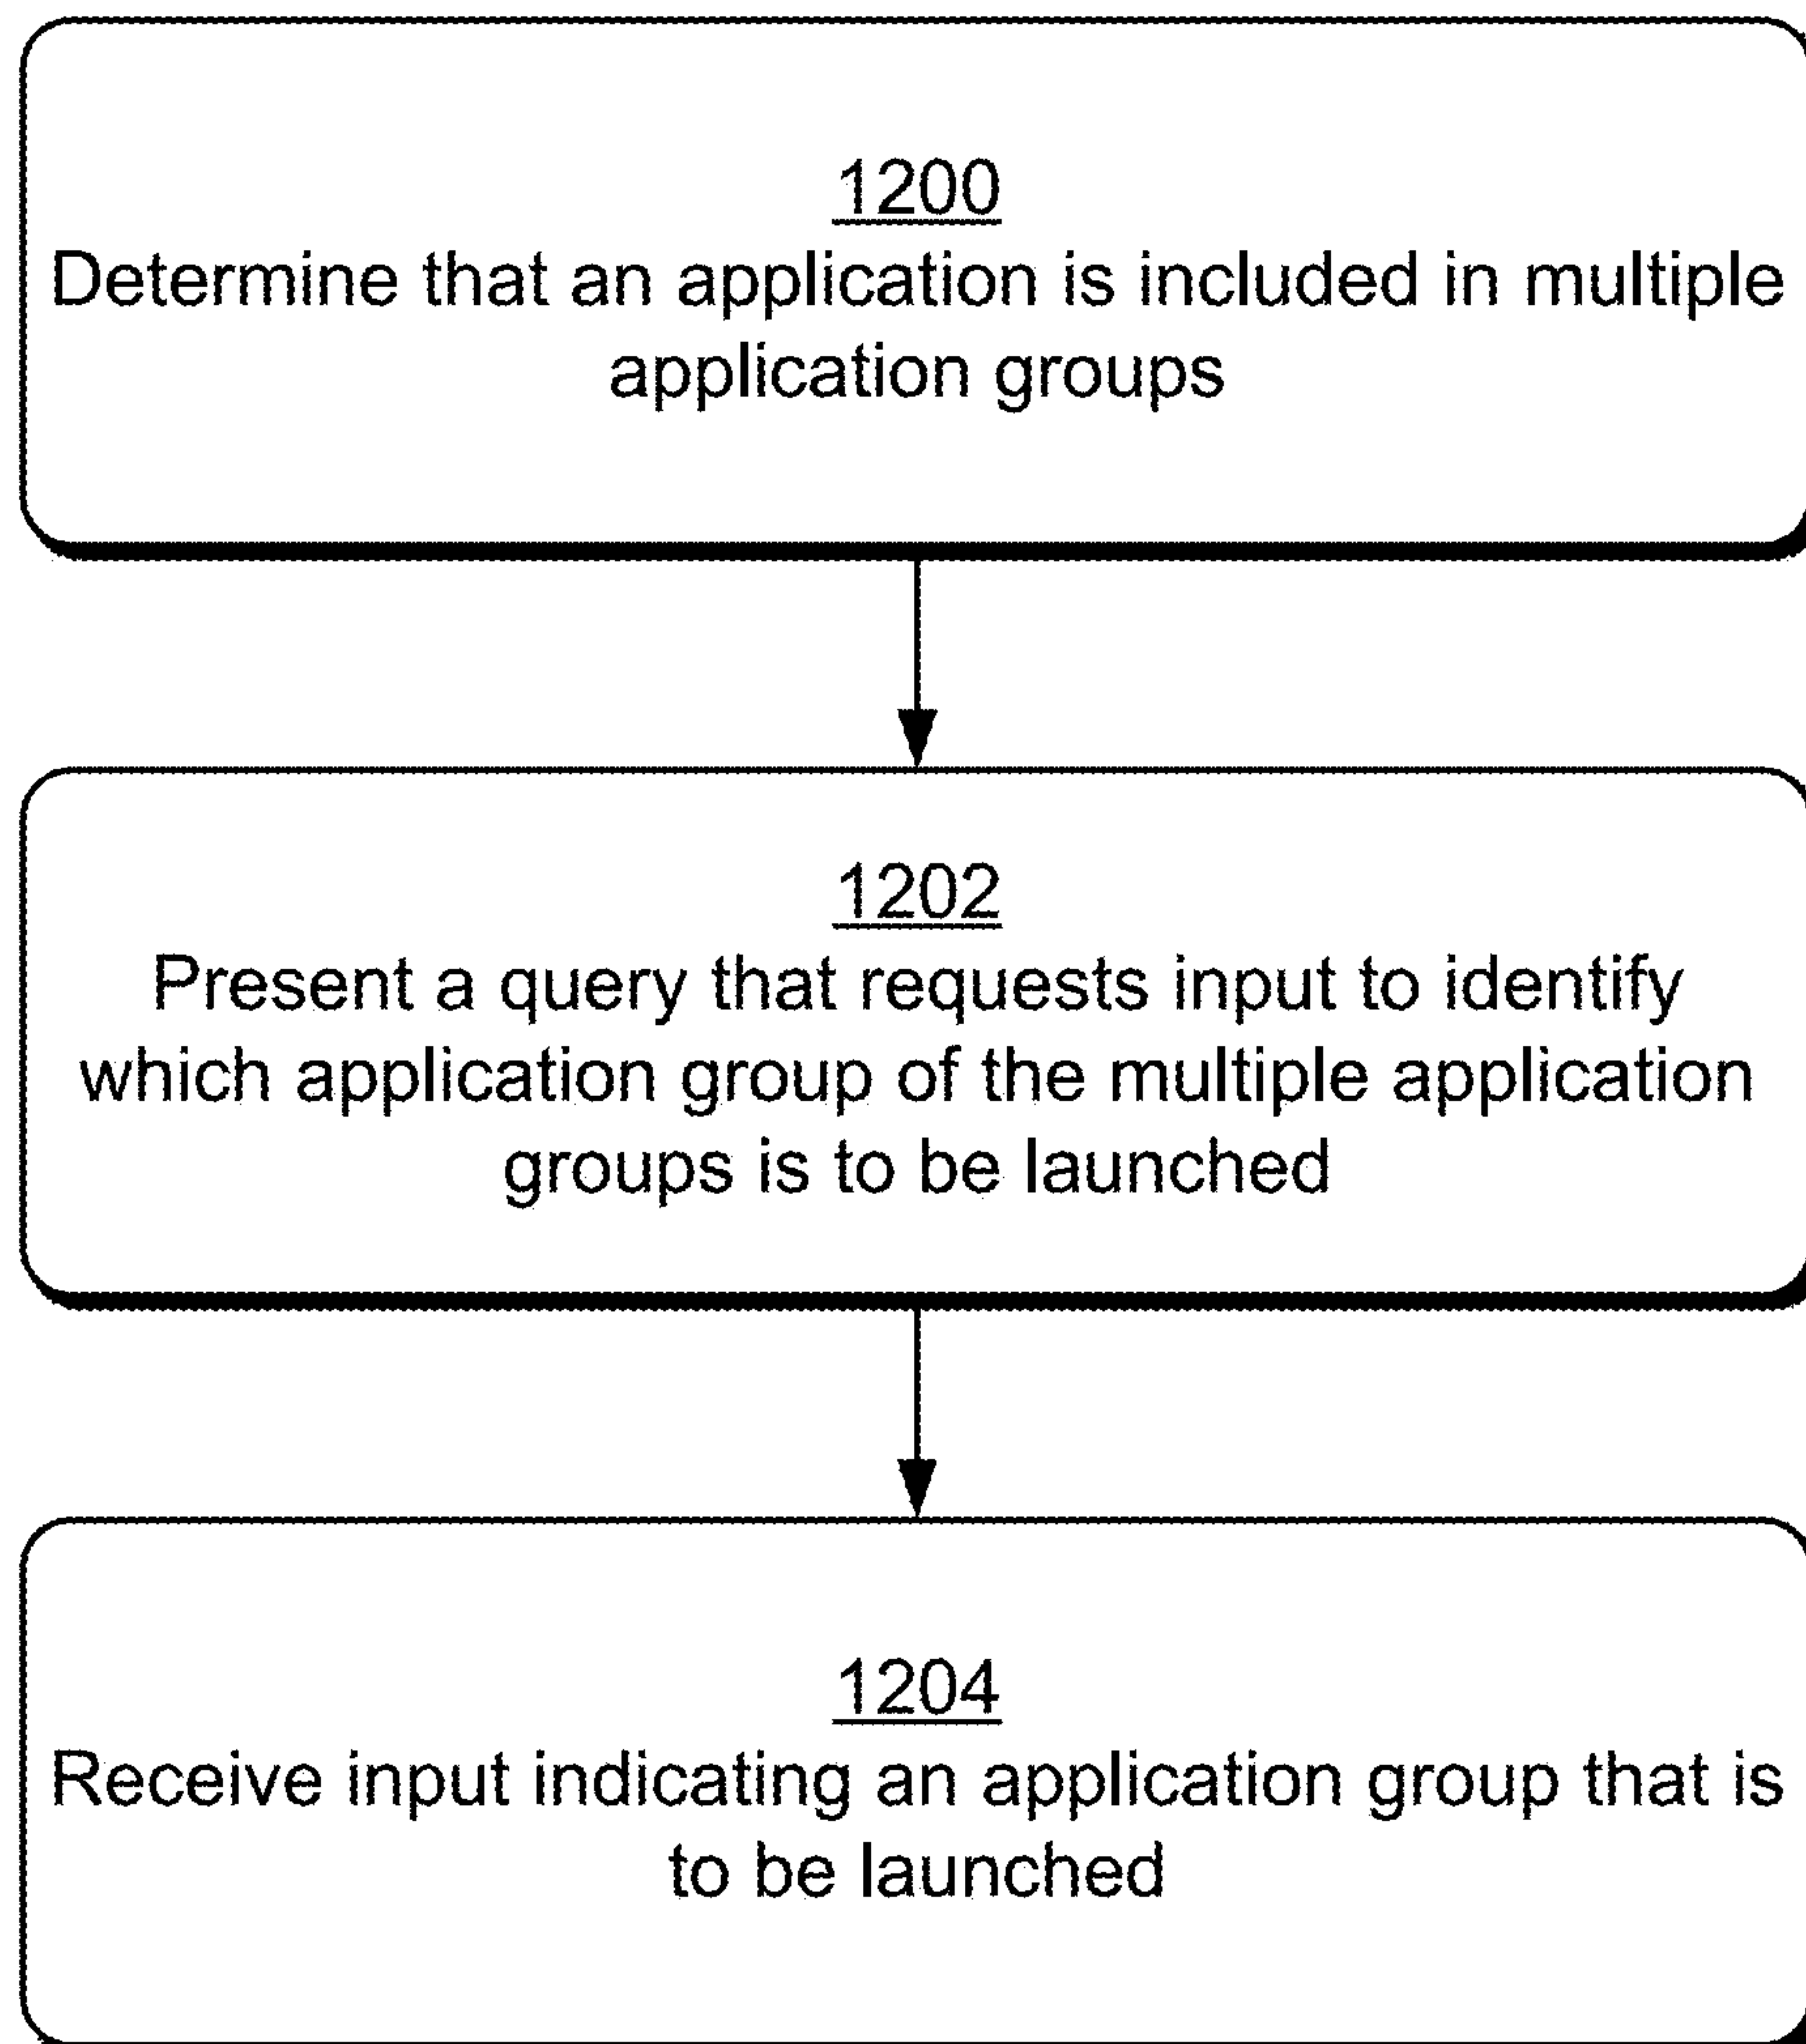 1200
Determine that an application is included in multiple
application groups
1202
Present a query that requests input to identify
which application group of the multiple application
groups is to be launched
1204
Receive input indicating an application group that is
to be launched